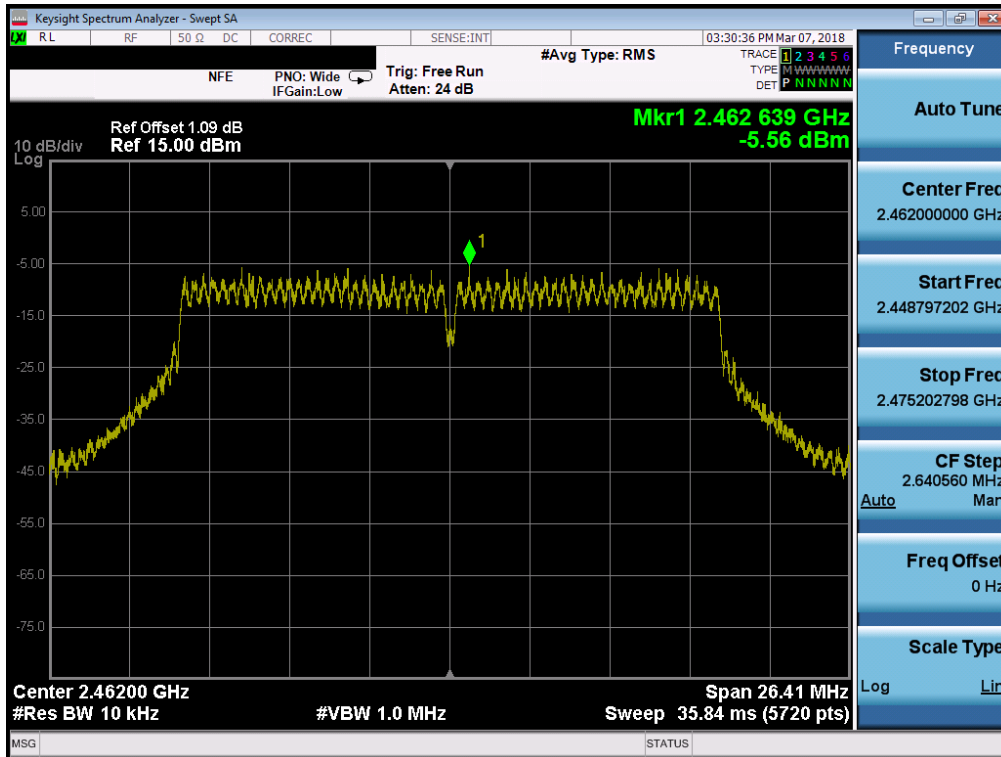 Keysight Spectrum Analyzer - Swept SA
LXI RL RF 50 Ω DC CORREC SENSE:INT 03:30:36 PM Mar 07, 2018
#Avg Type: RMS TRACE 1 2 3 4 5 6
NFE PNO: Wide Trig: Free Run TYPE M WWWWW
IFGain:Low Atten: 24 dB DET P N N N N N
Mkr1 2.462 639 GHz
-5.56 dBm
Ref Offset 1.09 dB
10 dB/div Ref 15.00 dBm
Log
5.00
-5.00
1
-15.0
-25.0
-35.0
-45.0
-55.0
-65.0
-75.0
Center 2.46200 GHz Span 26.41 MHz
#Res BW 10 kHz #VBW 1.0 MHz Sweep 35.84 ms (5720 pts)
MSG STATUS
Frequency
Auto Tune
Center Freq
2.462000000 GHz
Start Freq
2.448797202 GHz
Stop Freq
2.475202798 GHz
CF Step
2.640560 MHz
Auto Man
Freq Offset
0 Hz
Scale Type
Log Lin